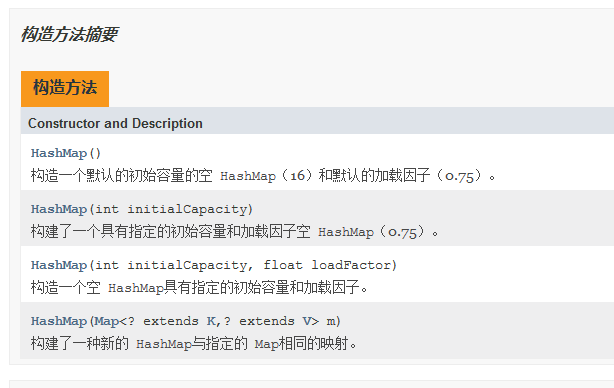 构造方法摘要
构造方法
Constructor and Description
HashMap()
构造一个默认的初始容量的空 HashMap（16）和默认的加载因子（0.75）。
HashMap(int initialCapacity)
构建了一个具有指定的初始容量和加载因子空 HashMap（0.75）。
HashMap(int initialCapacity, float loadFactor)
构造一个空 HashMap具有指定的初始容量和加载因子。
HashMap(Map<? extends K,? extends V> m)
构建了一种新的 HashMap与指定的 Map相同的映射。